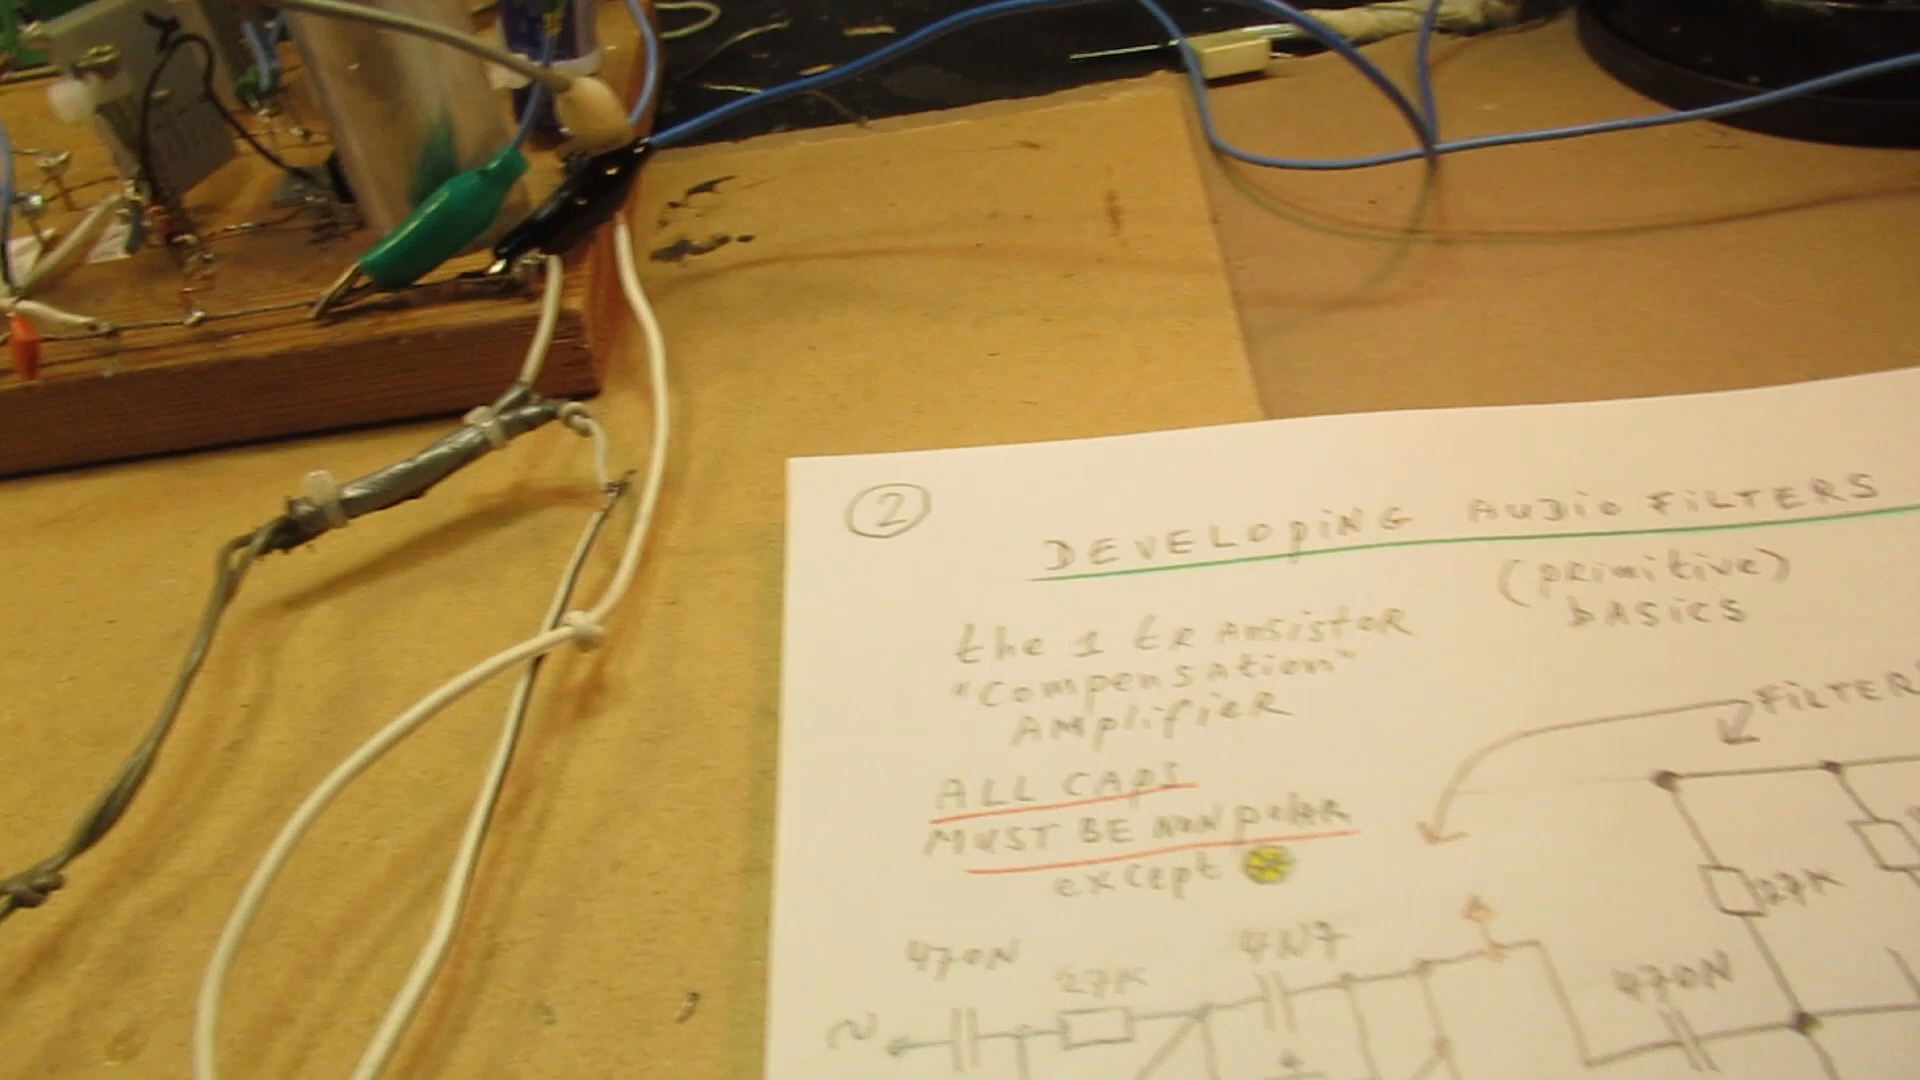 2
DEVELOPING AUDIO FILTERS
(primitive)
basics
the 1 transistor
"Compensation"
Amplifier
FILTER
ALL CAPS
MUST BE NON polar
except
27K
470N
4N7
27K
470N